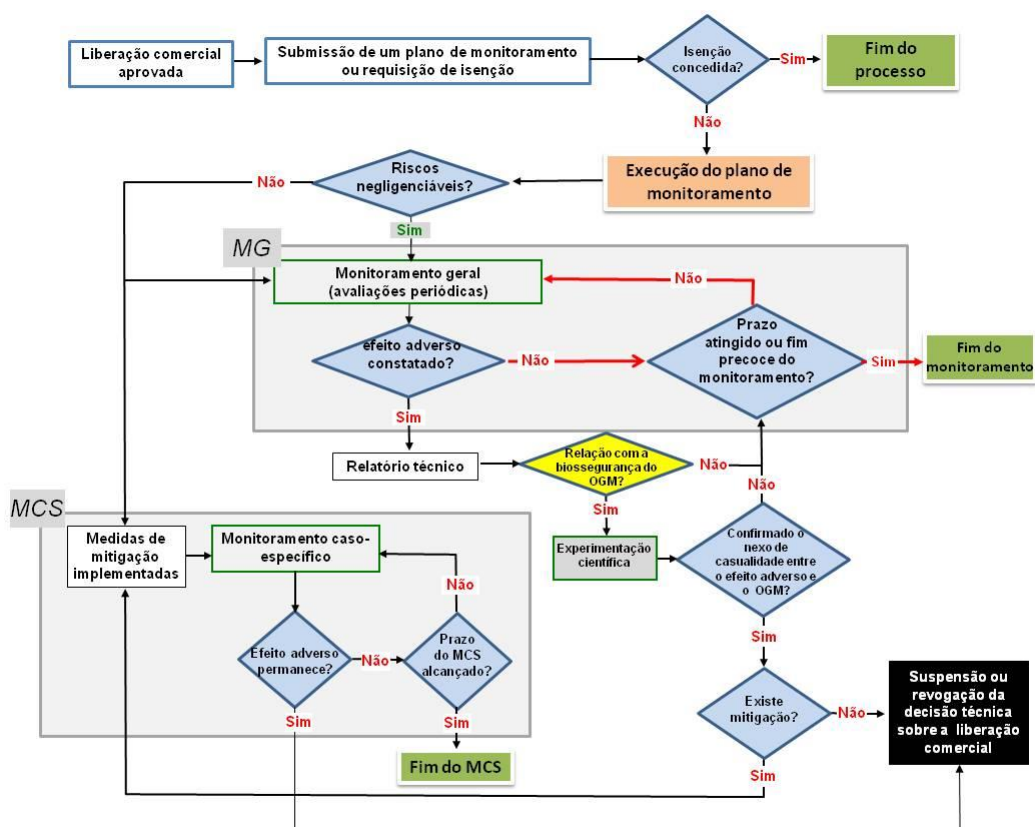 Liberação comercial
aprovada
Submissão de um plano de monitoramento
ou requisição de isenção
Isenção
concedida?
Sim
Fim do
processo
Não
Execução do plano de
monitoramento
Riscos
negligenciáveis?
Não
Sim
MG
Monitoramento geral
(avaliações periódicas)
Não
Prazo
atingido ou fim
precoce do
monitoramento?
efeito adverso
constatado?
Não
Sim
Fim do
monitoramento
Sim
Relatório técnico
Relação com a
biossegurança do
OGM?
Não
Não
Sim
MCS
Medidas de
mitigação
implementadas
Monitoramento caso-
específico
Experimentação
científica
Confirmado o
nexo de
casualidade entre
o efeito adverso e
o OGM?
Não
Sim
Efeito adverso
permanece?
Não
Prazo
do MCS
alcançado?
Sim
Sim
Existe
mitigação?
Não
Suspensão ou
revogação da
decisão técnica
sobre a liberação
comercial
Fim do MCS
Sim